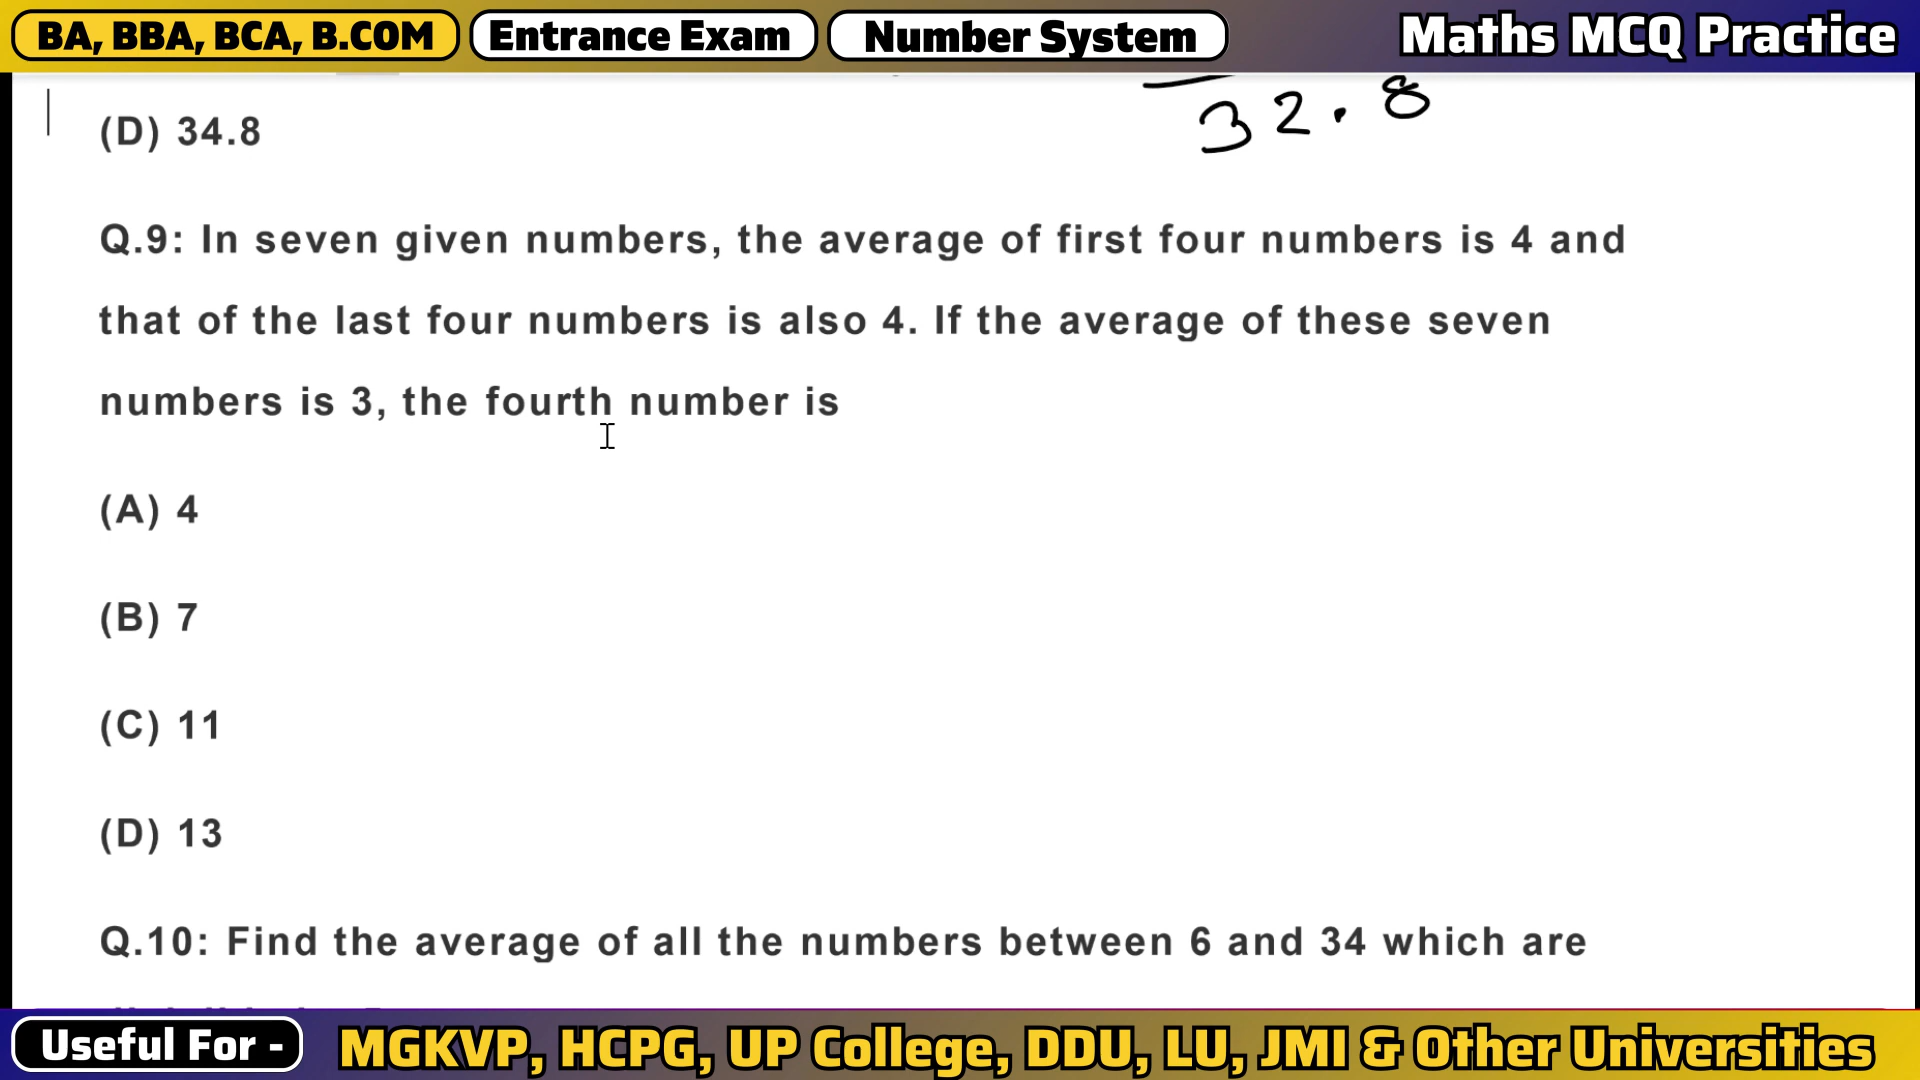 BA, BBA, BCA, B.COM Entrance Exam Number System Maths MCQ Practice
32.8
(D) 34.8
Q.9: In seven given numbers, the average of first four numbers is 4 and
that of the last four numbers is also 4. If the average of these seven
numbers is 3, the fourth number is
(A) 4
(B) 7
(C) 11
(D) 13
Q.10: Find the average of all the numbers between 6 and 34 which are
Useful For - MGKVP, HCPG, UP College, DDU, LU, JMI & Other Universities